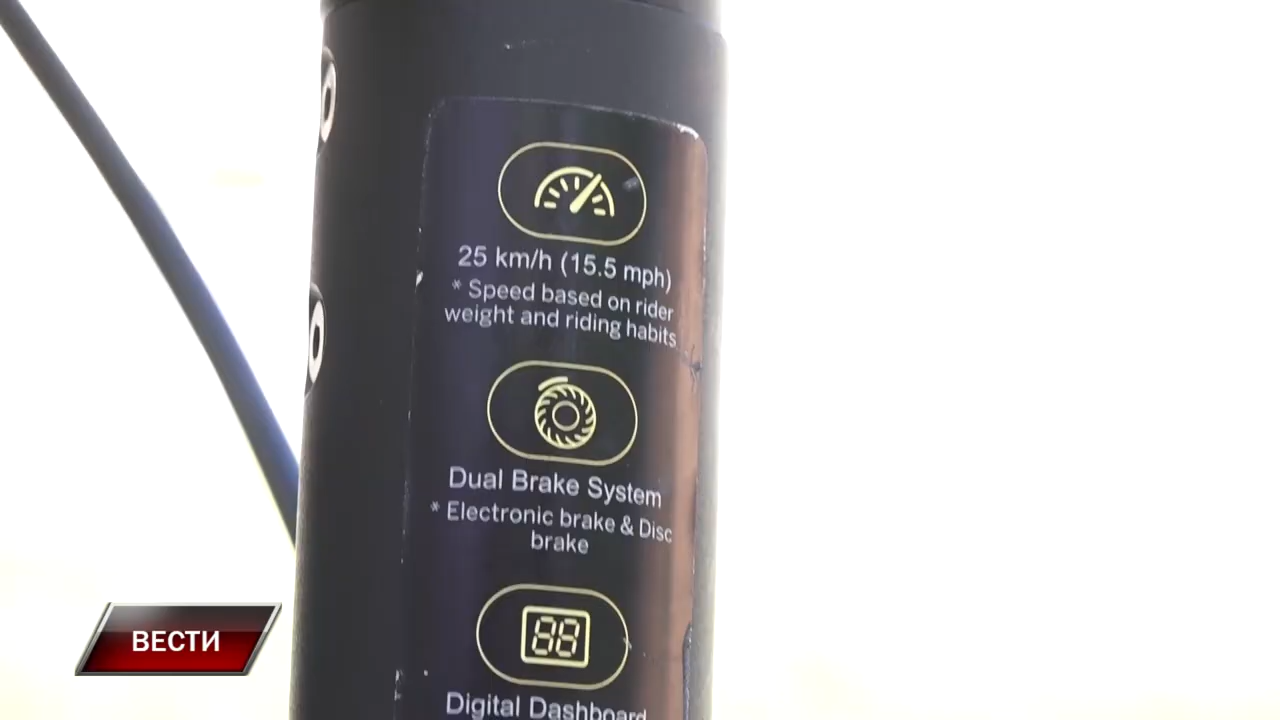 25 km/h (15.5 mph)
* Speed based on rider
weight and riding habits
Dual Brake System
* Electronic brake & Disc
brake
88
Digital Dashboard
ВЕСТИ